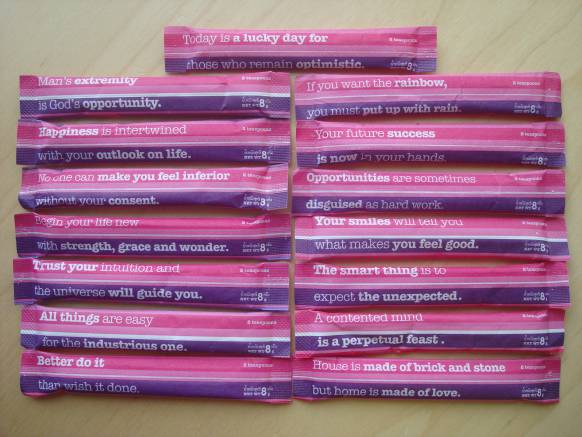 Today is a lucky day for
those who remain optimistic.
Man's extremity
is God's opportunity.
Happiness is intertwined
with your outlook on life.
No one can make you feel inferior
without your consent.
Begin your life new
with strength, grace and wonder.
Trust your intuition and
the universe will guide you.
All things are easy
for the industrious one.
Better do it
than wish it done.
If you want the rainbow,
you must put up with rain.
Your future success
is now in your hands.
Opportunities are sometimes
disguised as hard work.
Your smiles will tell you
what makes you feel good.
The smart thing is to
expect the unexpected.
A contented mind
is a perpetual feast.
House is made of brick and stone
but home is made of love.